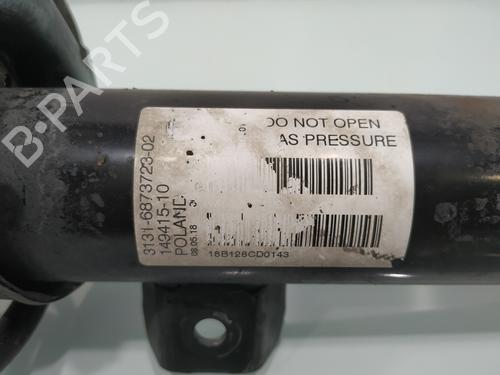 B-PARTS
DO NOT OPEN
AS PRESSURE
3131-6873723-02
149415-10
POLAND
08.05.18
18B128CD0143